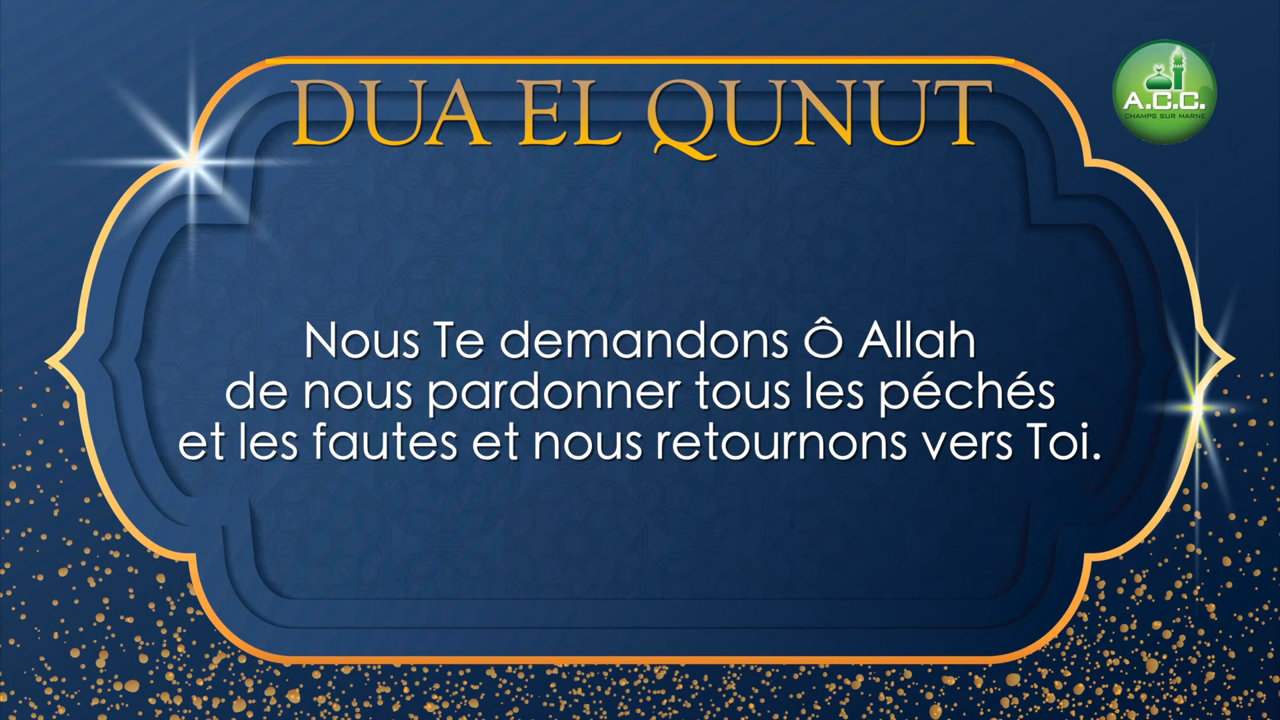 DUA EL QUNUT
A.C.C.
CHAMPS SUR MARNE
Nous Te demandons Ô Allah
de nous pardonner tous les péchés
et les fautes et nous retournons vers Toi.